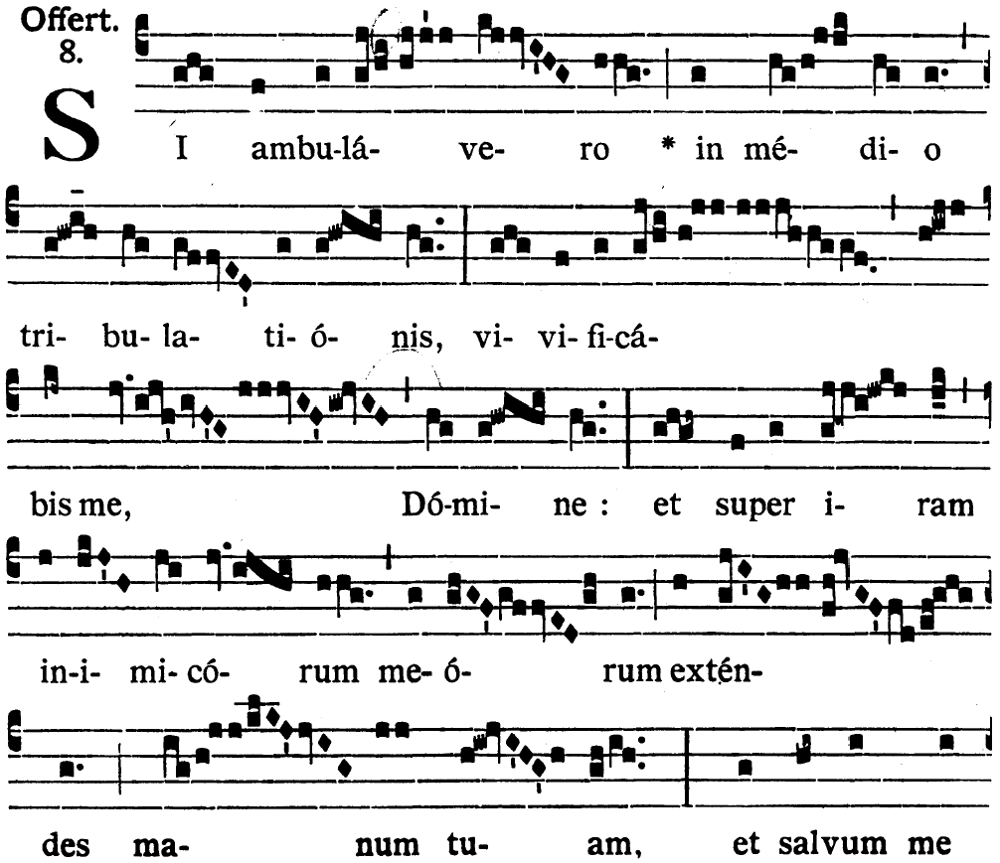 Offert.
8.
SI ambu-lá- ve- ro * in mé- di- o
tri- bu- la- ti- ó- nis, vi- vi- fi-cá-
bis me, Dó-mi- ne : et super i- ram
in-i- mi- có- rum me- ó- rum extén-
des ma- num tu- am, et salvum me